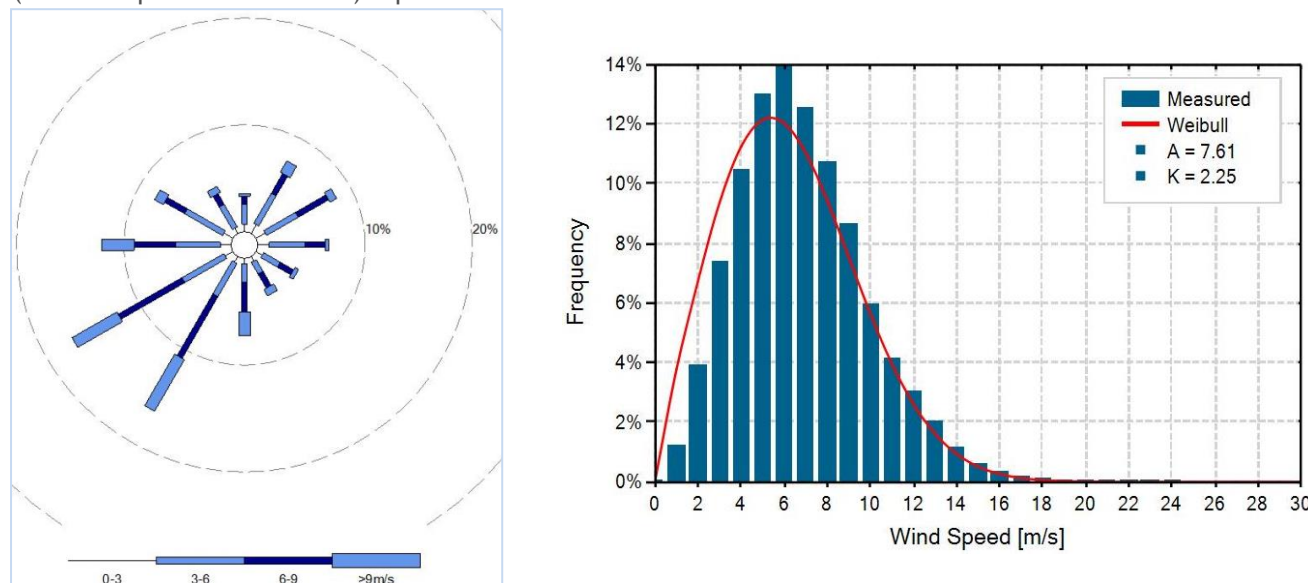 10%
20%
0-3
3-6
6-9
>9m/s
14%
12%
10%
8%
6%
4%
2%
0%
Frequency
Measured
Weibull
A = 7.61
K = 2.25
0 2 4 6 8 10 12 14 16 18 20 22 24 26 28 30
Wind Speed [m/s]